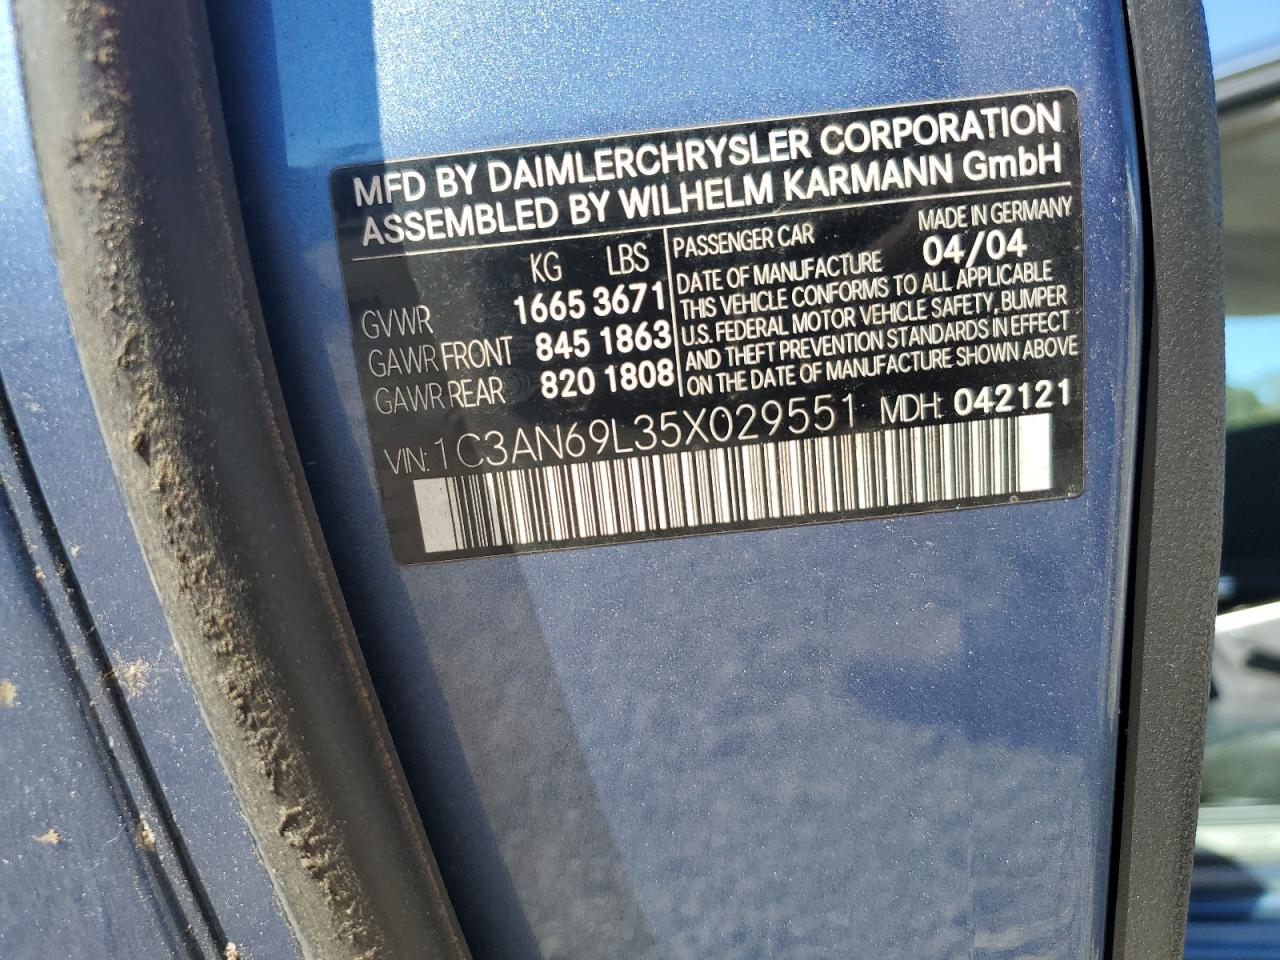 MFD BY DAIMLERCHRYSLER CORPORATION
ASSEMBLED BY WILHELM KARMANN GmbH
KG LBS
GVWR 1665 3671
GAWR FRONT 845 1863
GAWR REAR 820 1808
PASSENGER CAR MADE IN GERMANY
DATE OF MANUFACTURE 04/04
THIS VEHICLE CONFORMS TO ALL APPLICABLE
U.S. FEDERAL MOTOR VEHICLE SAFETY, BUMPER
AND THEFT PREVENTION STANDARDS IN EFFECT
ON THE DATE OF MANUFACTURE SHOWN ABOVE
VIN: 1C3AN69L35X029551 MDH: 042121